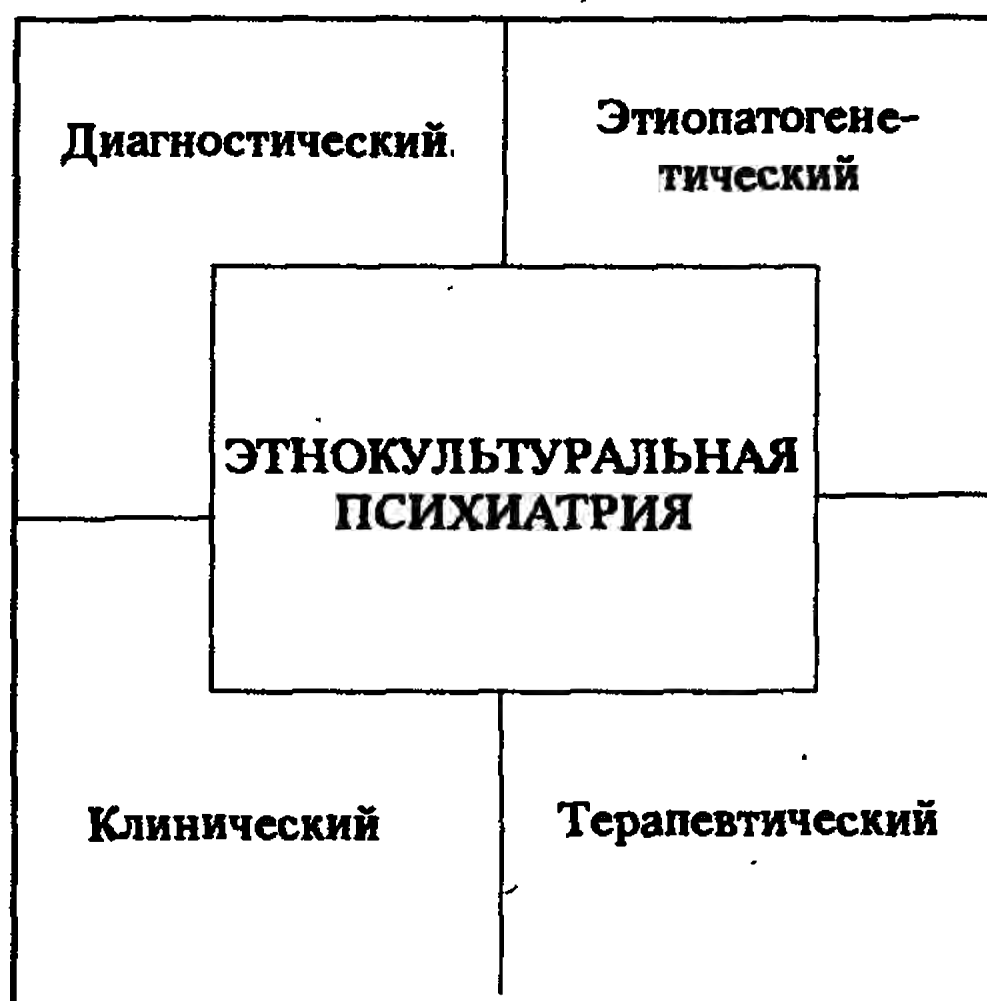 Диагностический
Этиопатогене-
тический
ЭТНОКУЛЬТУРАЛЬНАЯ
ПСИХИАТРИЯ
Клинический
Терапевтический